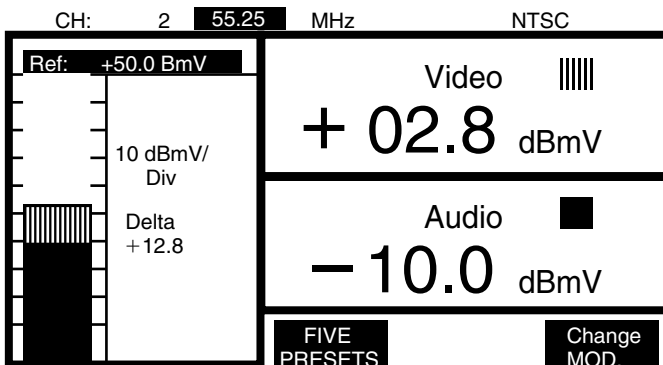 CH: 2 55.25 MHz NTSC
Ref: +50.0 BmV
10 dBmV/
Div
Delta
+12.8
Video
+ 02.8 dBmV
Audio
−10.0 dBmV
FIVE
PRESETS
Change
MOD.